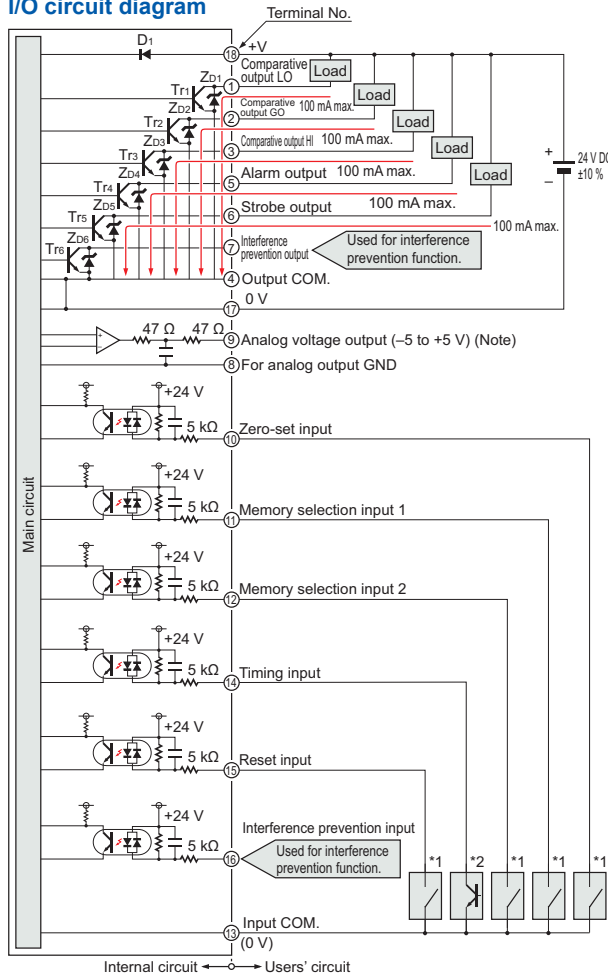 I/O circuit diagram
Terminal No.
D1
18 +V
Comparative output LO
Load
ZD1
1
Tr1
ZD2
Comparative output GO
100 mA max.
Load
2
Tr2
ZD3
Comparative output HI
100 mA max.
Load
3
Tr3
ZD4
Alarm output
100 mA max.
Load
5
Tr4
ZD5
Strobe output
100 mA max.
Load
6
Tr5
ZD6
100 mA max.
+
–
24 V DC
±10 %
7
Interference prevention output
Used for interference prevention function.
Tr6
4 Output COM.
0 V
17
47 Ω 47 Ω
+
–
9 Analog voltage output (–5 to +5 V) (Note)
8 For analog output GND
Main circuit
+24 V
5 kΩ
10
Zero-set input
+24 V
5 kΩ
11
Memory selection input 1
+24 V
5 kΩ
12
Memory selection input 2
+24 V
5 kΩ
14
Timing input
+24 V
5 kΩ
15
Reset input
+24 V
5 kΩ
16
Interference prevention input
Used for interference prevention function.
*1 *2 *1 *1 *1
13
Input COM.
(0 V)
Internal circuit
Users' circuit